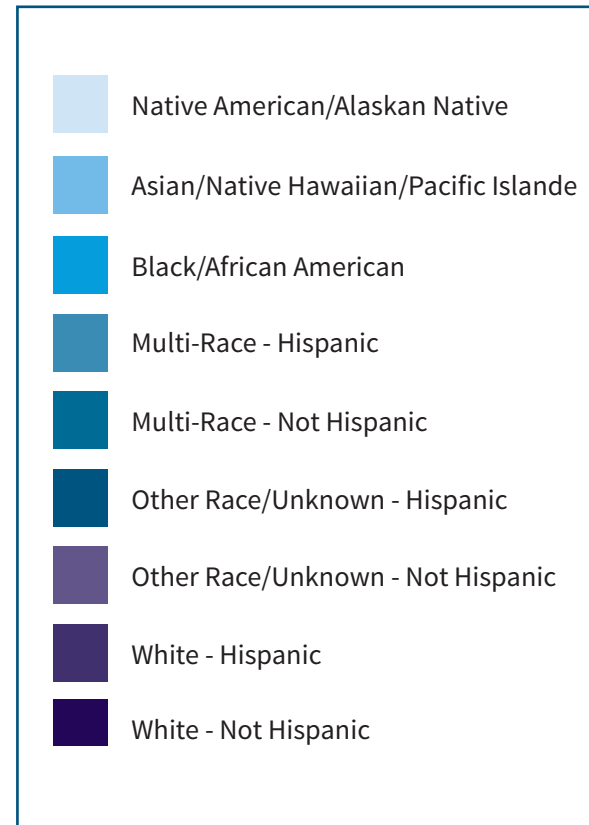 Native American/Alaskan Native
Asian/Native Hawaiian/Pacific Islande
Black/African American
Multi-Race - Hispanic
Multi-Race - Not Hispanic
Other Race/Unknown - Hispanic
Other Race/Unknown - Not Hispanic
White - Hispanic
White - Not Hispanic